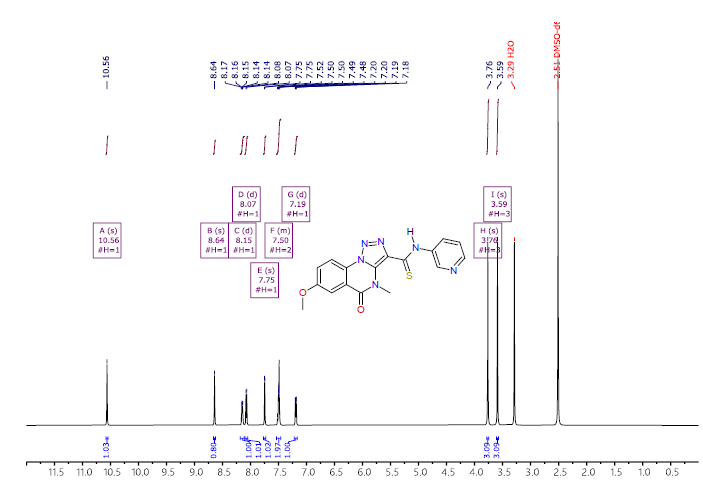 10.56
8.64
8.17
8.16
8.15
8.14
8.14
8.08
8.07
7.75
7.75
7.52
7.50
7.50
7.49
7.48
7.20
7.20
7.19
7.18
3.76
3.59
3.29 H2O
2.51 DMSO-d6
D (d)
8.07
#H=1
G (d)
7.19
#H=1
I (s)
3.59
#H=3
A (s)
10.56
#H=1
B (s)
8.64
#H=1
C (d)
8.15
#H=1
F (m)
7.50
#H=2
H (s)
3.76
#H=3
E (s)
7.75
#H=1
N
N
N
N
H
N
S
N
O
O
1.03
0.80
1.00
1.01
1.02
1.97
1.00
3.09
3.09
11.5 11.0 10.5 10.0 9.5 9.0 8.5 8.0 7.5 7.0 6.5 6.0 5.5 5.0 4.5 4.0 3.5 3.0 2.5 2.0 1.5 1.0 0.5 0.0